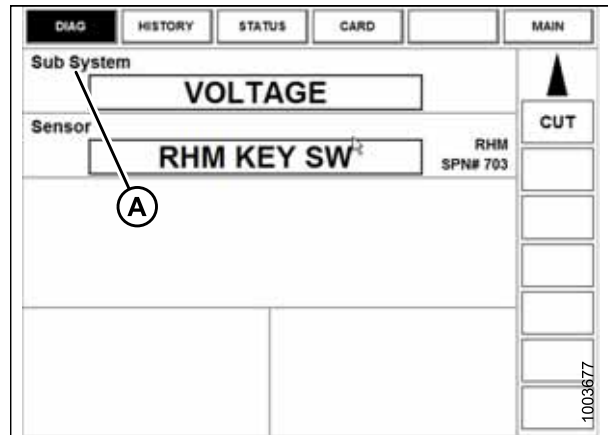 DIAG HISTORY STATUS CARD MAIN
Sub System
VOLTAGE
CUT
Sensor
RHM KEY SW
RHM
SPN# 703
A
1003677